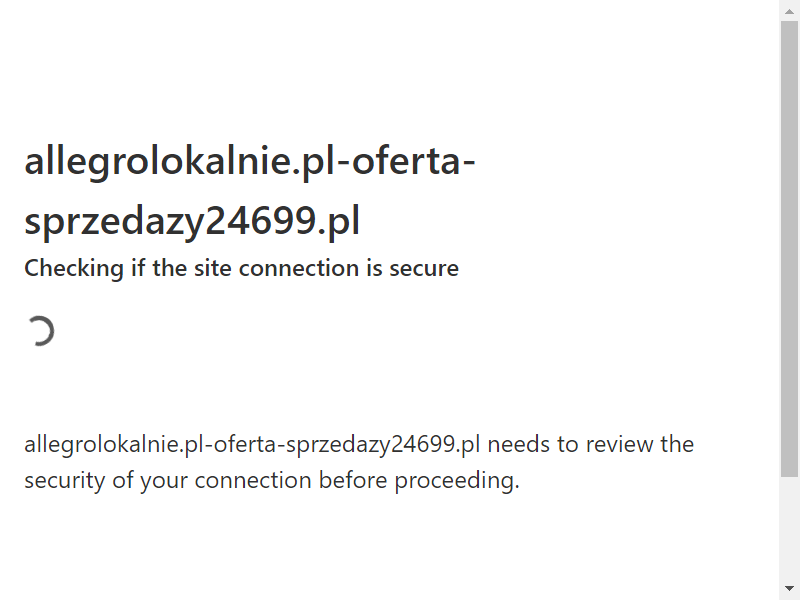 allegrolokalnie.pl-oferta-
sprzedazy24699.pl
Checking if the site connection is secure
allegrolokalnie.pl-oferta-sprzedazy24699.pl needs to review the
security of your connection before proceeding.